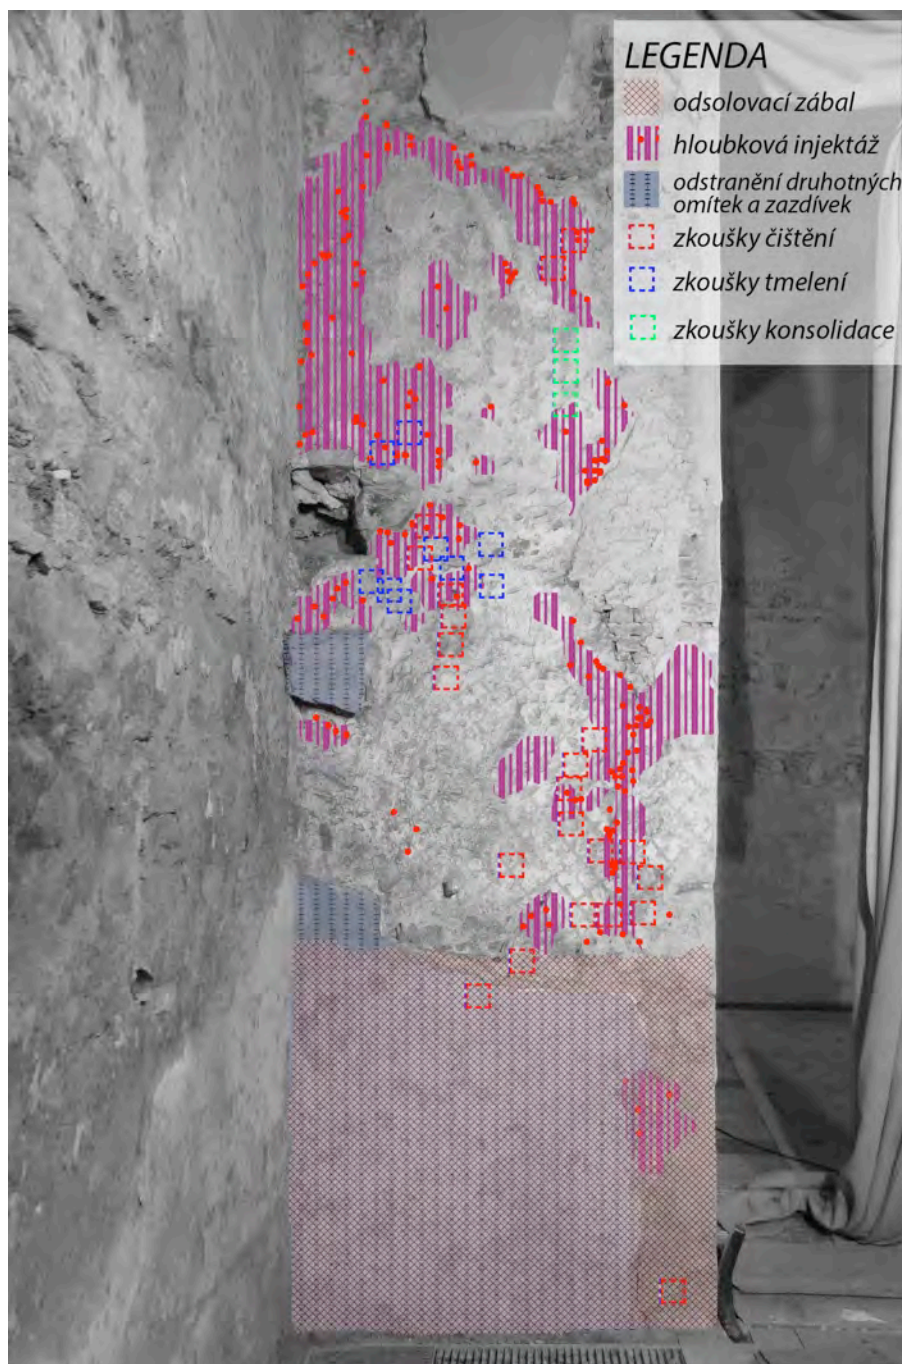 LEGENDA
odsolovací zábal
hloubková injektáž
odstranění druhotných
omítek a zazdívek
zkoušky čištění
zkoušky tmelení
zkoušky konsolidace